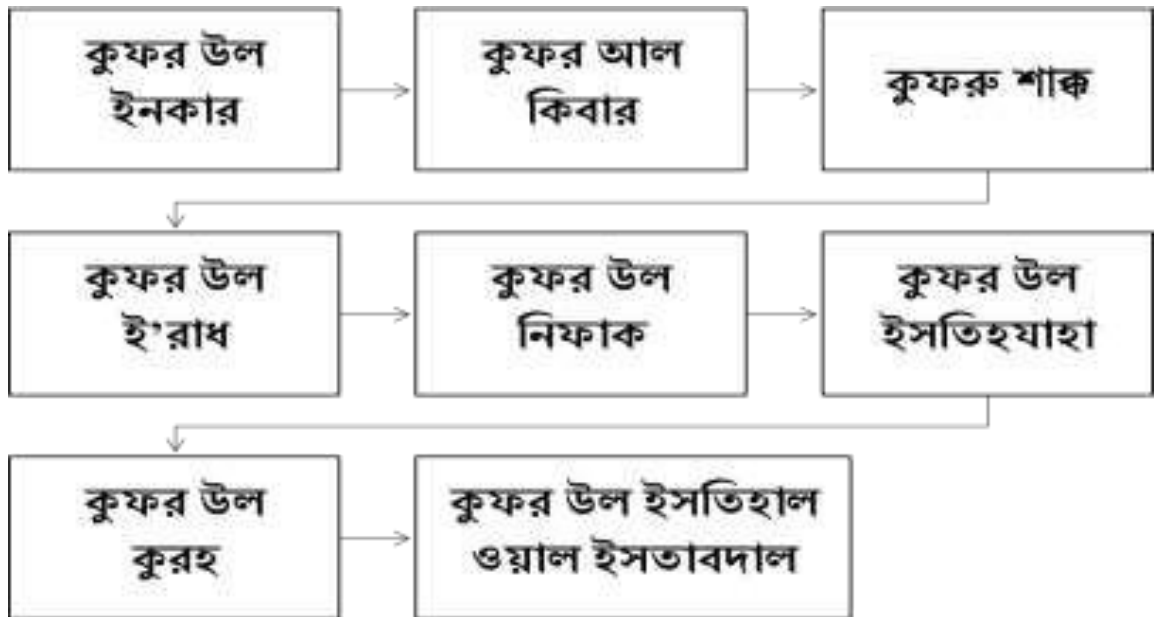 কুফর উল
ইনকার
কুফর আল
কিবার
কুফরু শাক্ক
কুফর উল
ই’রাধ
কুফর উল
নিফাক
কুফর উল
ইসতিহযাহা
কুফর উল
কুরহ
কুফর উল ইসতিহাল
ওয়াল ইসতাবদাল